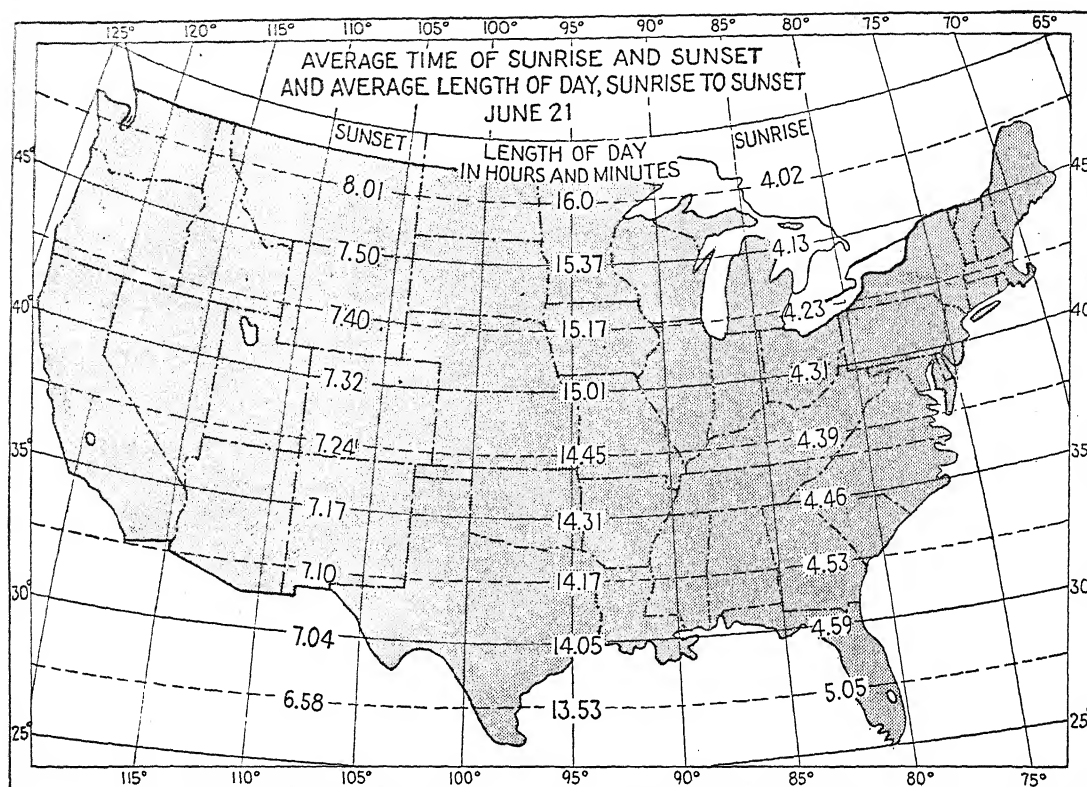 125° 120° 115° 110° 105° 100° 95° 90° 85° 80° 75° 70° 65°
AVERAGE TIME OF SUNRISE AND SUNSET
AND AVERAGE LENGTH OF DAY, SUNRISE TO SUNSET
JUNE 21
SUNSET
SUNRISE
LENGTH OF DAY
IN HOURS AND MINUTES
45° 8.01 16.0 4.02 45°
7.50 15.37 4.13
40° 7.40 15.17 4.23 40°
7.32 15.01 4.31
35° 7.24 14.45 4.39 35°
7.17 14.31 4.46
30° 7.10 14.17 4.53 30°
7.04 14.05 4.59
25° 6.58 13.53 5.05 25°
115° 110° 105° 100° 95° 90° 85° 80° 75°